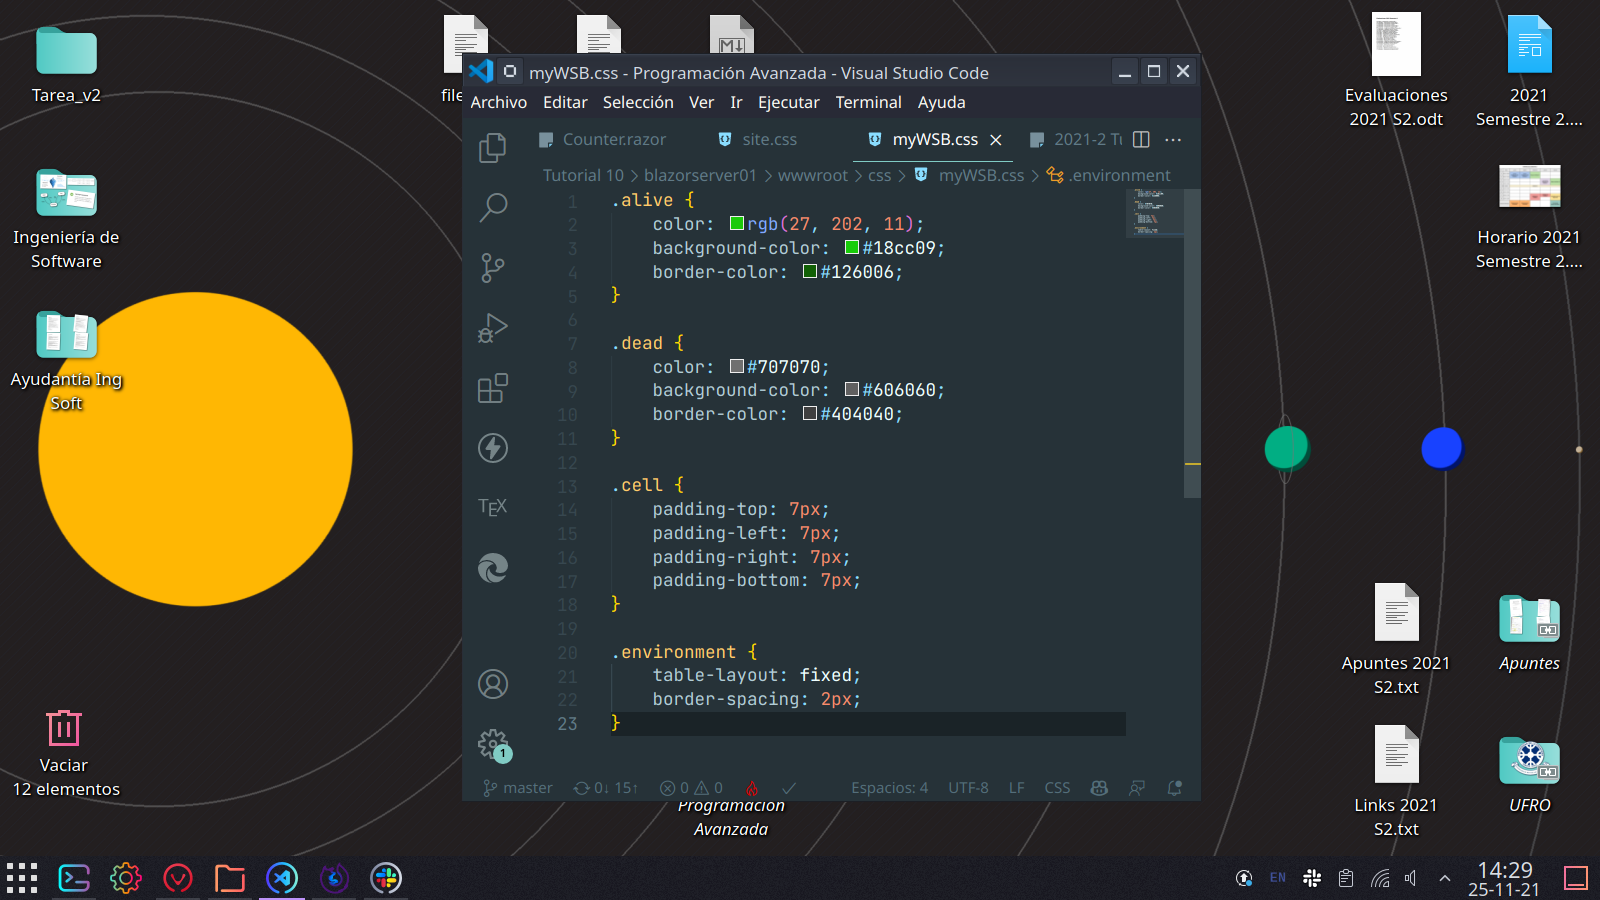 Tarea_v2
Ingeniería de
Software
Ayudantía Ing
Soft
Vaciar
12 elementos
file
M
myWSB.css - Programación Avanzada - Visual Studio Code
Archivo Editar Selección Ver Ir Ejecutar Terminal Ayuda
Counter.razor site.css myWSB.css 2021-2 Tu
Tutorial 10 > blazorserver01 > wwwroot > css > myWSB.css > .environment
1 .alive {
2 color: rgb(27, 202, 11);
3 background-color: #18cc09;
4 border-color: #126006;
5 }
6
7 .dead {
8 color: #707070;
9 background-color: #606060;
10 border-color: #404040;
11 }
12
13 .cell {
14 padding-top: 7px;
15 padding-left: 7px;
16 padding-right: 7px;
17 padding-bottom: 7px;
18 }
19
20 .environment {
21 table-layout: fixed;
22 border-spacing: 2px;
23 }
TEX
1
master 0↓ 15↑ 0 0 Espacios: 4 UTF-8 LF CSS
Programación
Avanzada
Evaluaciones
2021 S2.odt
2021
Semestre 2....
Horario 2021
Semestre 2....
Apuntes 2021
S2.txt
Apuntes
Links 2021
S2.txt
UFRO
EN
14:29
25-11-21